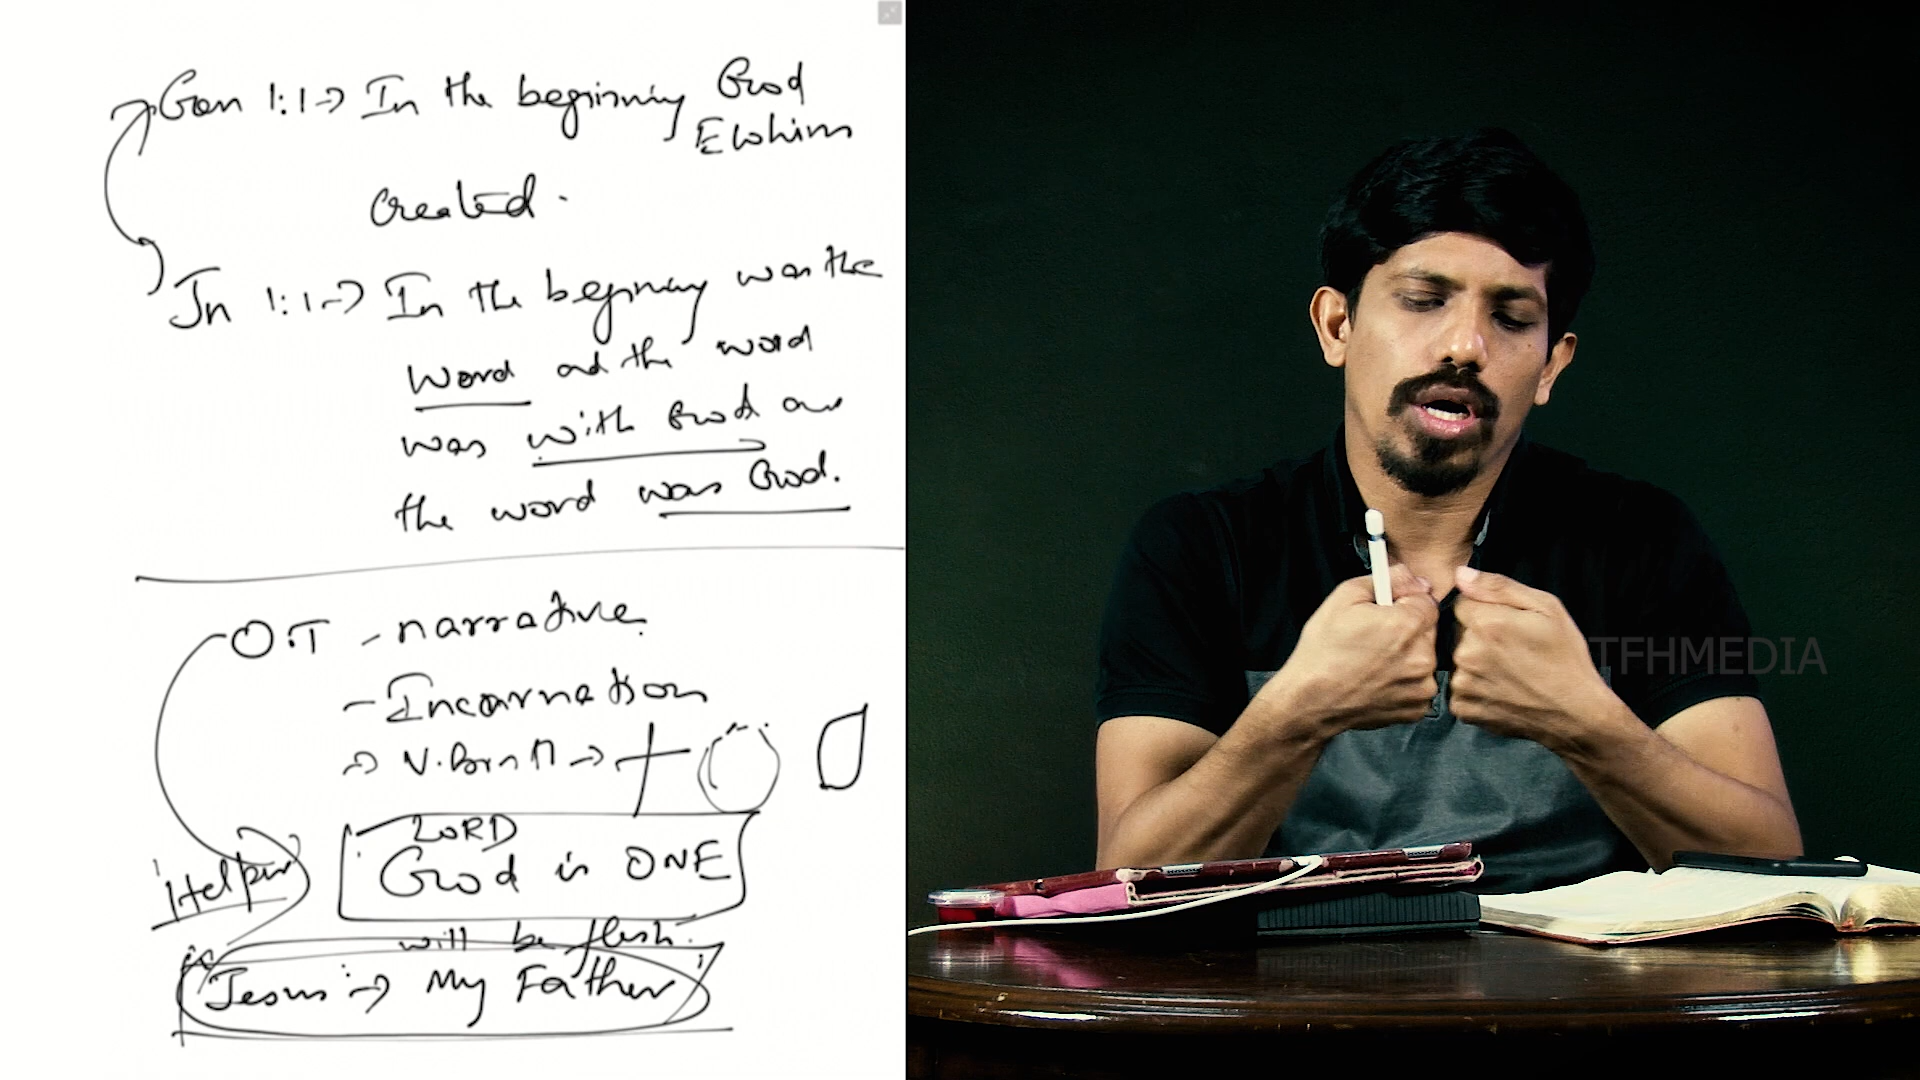 Gen 1:1 → In the beginning God
Elohim
Created.
Jn 1:1 → In the beginning was the
Word and the word
was with God and
the word was God.
O.T - narrative.
- Incarnation
→ V. Born →
LORD
God is ONE
Helper
will be flesh.
Jesus → My Father
TFHMEDIA